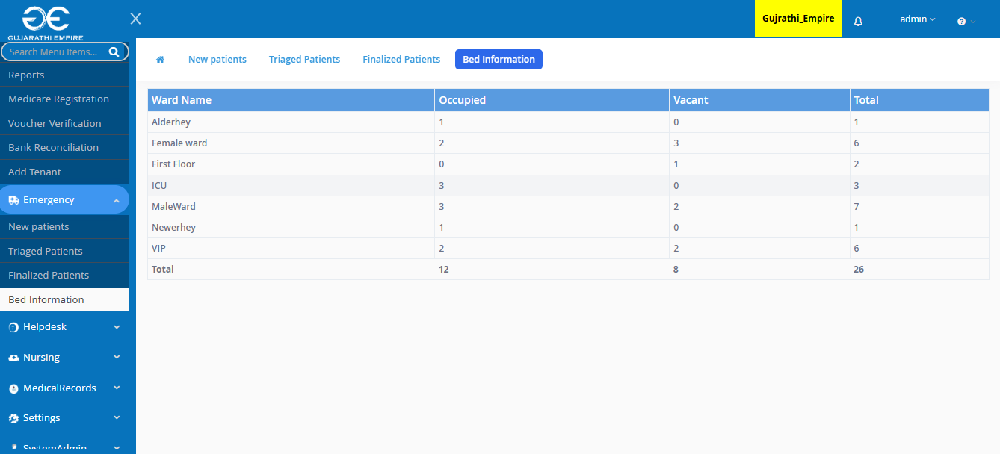 GUJARATHI EMPIRE
Gujrathi_Empire
admin
Search Menu Items...
Reports
Medicare Registration
Voucher Verification
Bank Reconciliation
Add Tenant
Emergency
New patients
Triaged Patients
Finalized Patients
Bed Information
Helpdesk
Nursing
MedicalRecords
Settings
SystemAdmin
New patients Triaged Patients Finalized Patients Bed Information
Ward Name Occupied Vacant Total
Alderhey 1 0 1
Female ward 2 3 6
First Floor 0 1 2
ICU 3 0 3
MaleWard 3 2 7
Newerhey 1 0 1
VIP 2 2 6
Total 12 8 26